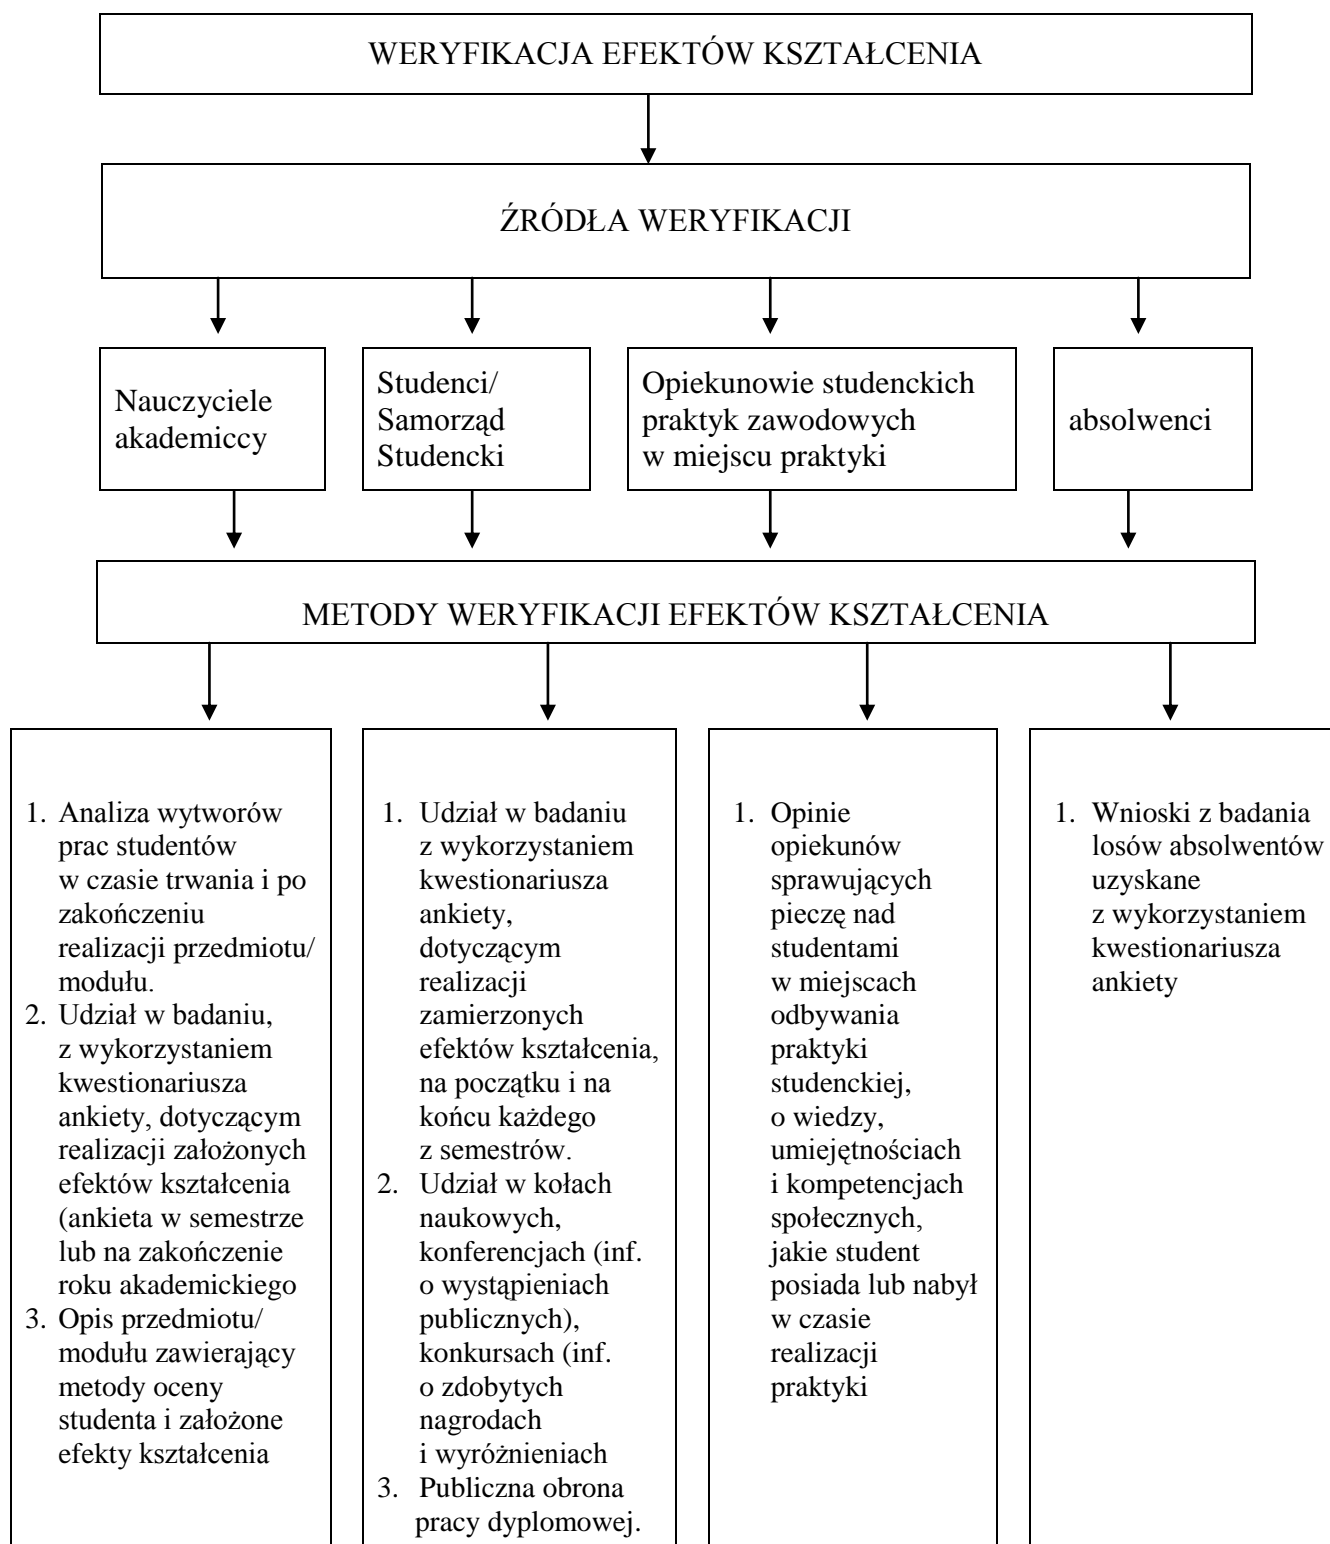 WERYFIKACJA EFEKTÓW KSZTAŁCENIA
ŹRÓDŁA WERYFIKACJI
Nauczyciele
akademiccy
Studenci/
Samorząd
Studencki
Opiekunowie studenckich
praktyk zawodowych
w miejscu praktyki
absolwenci
METODY WERYFIKACJI EFEKTÓW KSZTAŁCENIA
1. Analiza wytworów
prac studentów
w czasie trwania i po
zakończeniu
realizacji przedmiotu/
modułu.
2. Udział w badaniu,
z wykorzystaniem
kwestionariusza
ankiety, dotyczącym
realizacji założonych
efektów kształcenia
(ankieta w semestrze
lub na zakończenie
roku akademickiego
3. Opis przedmiotu/
modułu zawierający
metody oceny
studenta i założone
efekty kształcenia
1. Udział w badaniu
z wykorzystaniem
kwestionariusza
ankiety,
dotyczącym
realizacji
zamierzonych
efektów kształcenia,
na początku i na
końcu każdego
z semestrów.
2. Udział w kołach
naukowych,
konferencjach (inf.
o wystąpieniach
publicznych),
konkursach (inf.
o zdobytych
nagrodach
i wyróżnieniach
3. Publiczna obrona
pracy dyplomowej.
1. Opinie
opiekunów
sprawujących
pieczę nad
studentami
w miejscach
odbywania
praktyki
studenckiej,
o wiedzy,
umiejętnościach
i kompetencjach
społecznych,
jakie student
posiada lub nabył
w czasie
realizacji
praktyki
1. Wnioski z badania
losów absolwentów
uzyskane
z wykorzystaniem
kwestionariusza
ankiety